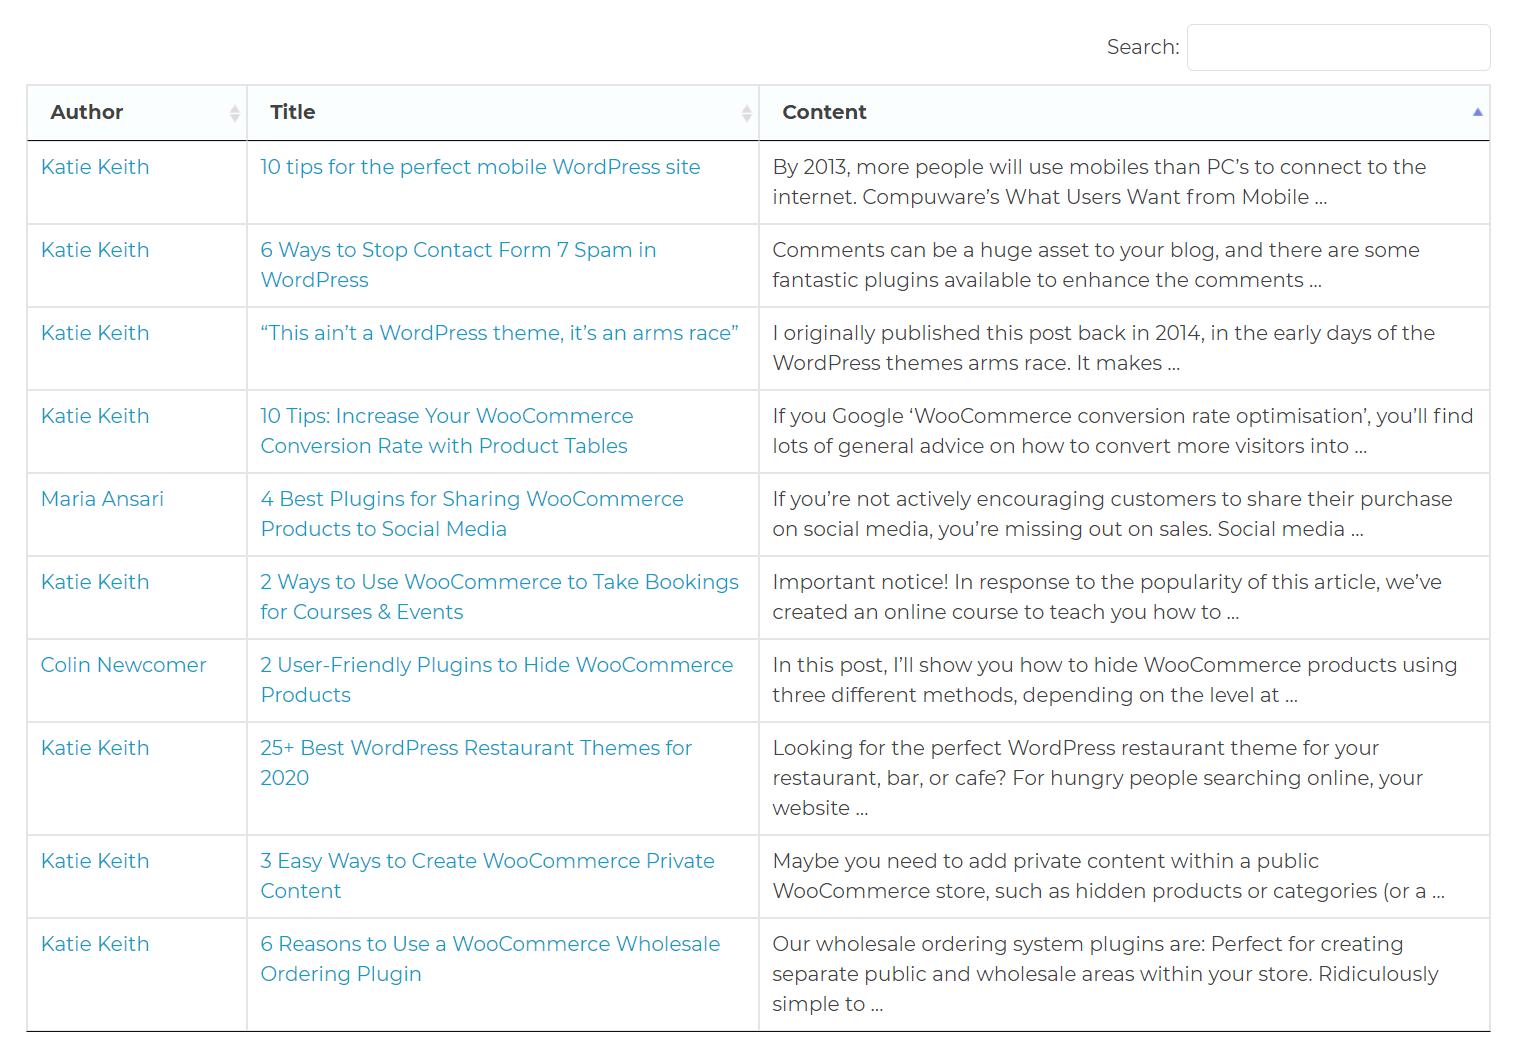 Search:
Author Title Content
Katie Keith 10 tips for the perfect mobile WordPress site By 2013, more people will use mobiles than PC’s to connect to the
internet. Compuware’s What Users Want from Mobile ...
Katie Keith 6 Ways to Stop Contact Form 7 Spam in Comments can be a huge asset to your blog, and there are some
WordPress fantastic plugins available to enhance the comments ...
Katie Keith “This ain’t a WordPress theme, it’s an arms race” I originally published this post back in 2014, in the early days of the
WordPress themes arms race. It makes ...
Katie Keith 10 Tips: Increase Your WooCommerce If you Google ‘WooCommerce conversion rate optimisation’, you’ll find
Conversion Rate with Product Tables lots of general advice on how to convert more visitors into ...
Maria Ansari 4 Best Plugins for Sharing WooCommerce If you’re not actively encouraging customers to share their purchase
Products to Social Media on social media, you’re missing out on sales. Social media ...
Katie Keith 2 Ways to Use WooCommerce to Take Bookings Important notice! In response to the popularity of this article, we’ve
for Courses & Events created an online course to teach you how to ...
Colin Newcomer 2 User-Friendly Plugins to Hide WooCommerce In this post, I’ll show you how to hide WooCommerce products using
Products three different methods, depending on the level at ...
Katie Keith 25+ Best WordPress Restaurant Themes for Looking for the perfect WordPress restaurant theme for your
2020 restaurant, bar, or cafe? For hungry people searching online, your
website ...
Katie Keith 3 Easy Ways to Create WooCommerce Private Maybe you need to add private content within a public
Content WooCommerce store, such as hidden products or categories (or a ...
Katie Keith 6 Reasons to Use a WooCommerce Wholesale Our wholesale ordering system plugins are: Perfect for creating
Ordering Plugin separate public and wholesale areas within your store. Ridiculously
simple to ...